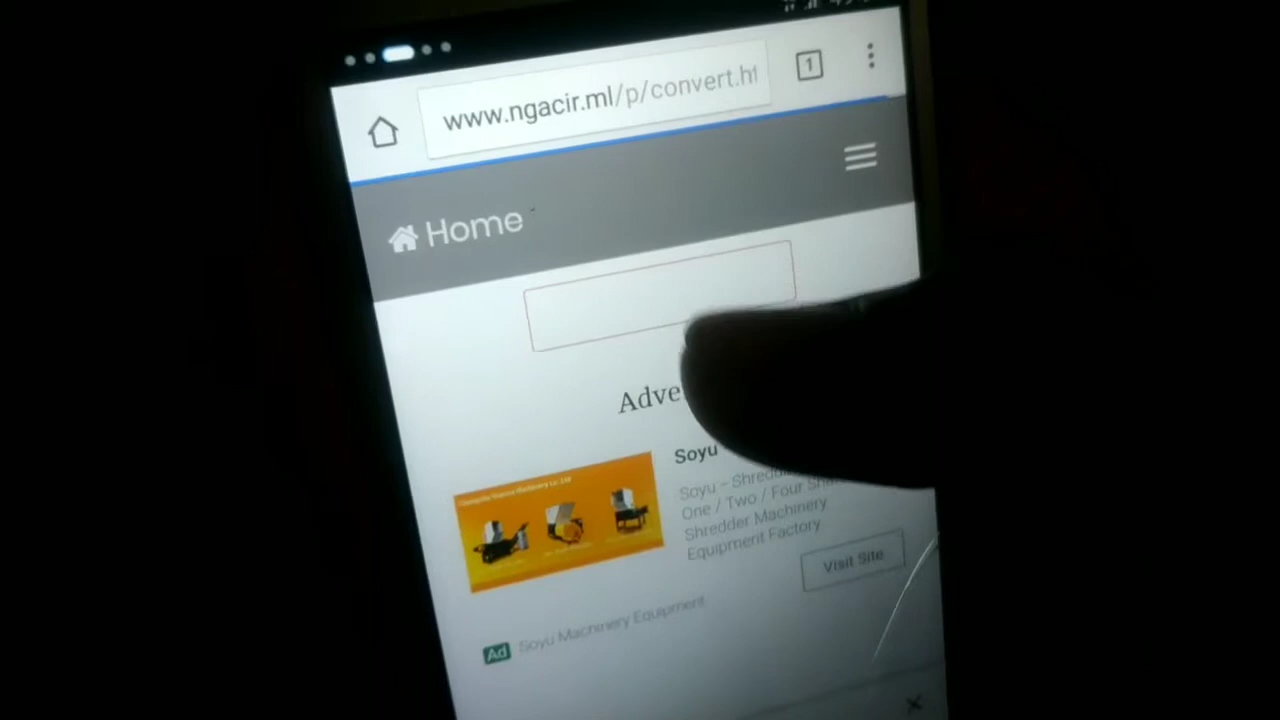 www.ngacir.ml/p/convert.ht
1
Home
Adve
Soyu
Soyu - Shredde
One / Two / Four Sha
Shredder Machinery
Equipment Factory
Visit Site
Ad Soyu Machinery Equipment